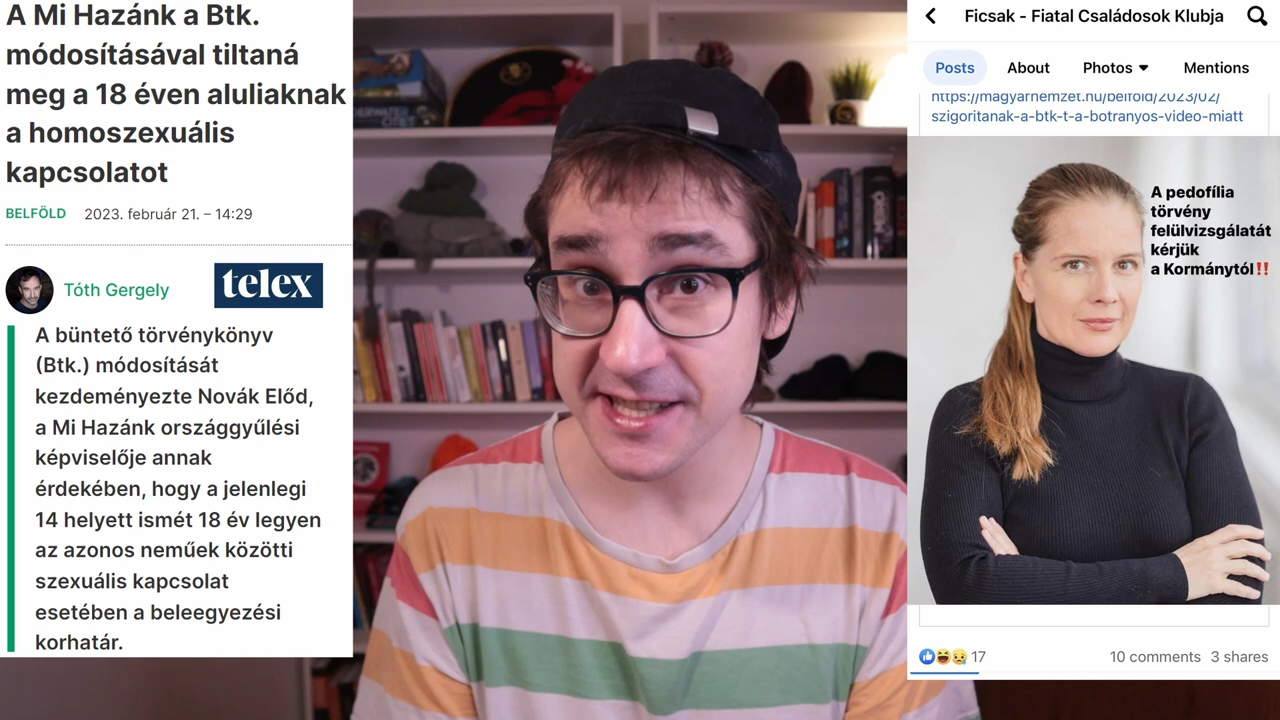 A Mi Hazánk a Btk.
módosításával tiltaná
meg a 18 éven aluliaknak
a homoszexuális
kapcsolatot
BELFÖLD 2023. február 21. – 14:29
Tóth Gergely
telex
A büntető törvénykönyv
(Btk.) módosítását
kezdeményezte Novák Előd,
a Mi Hazánk országgyűlési
képviselője annak
érdekében, hogy a jelenlegi
14 helyett ismét 18 év legyen
az azonos neműek közötti
szexuális kapcsolat
esetében a beleegyezési
korhatár.
Ficsak - Fiatal Családosok Klubja
Posts About Photos Mentions
https://magyarnemzet.hu/belfold/2023/02/
szigoritanak-a-btk-t-a-botranyos-video-miatt
A pedofília
törvény
felülvizsgálatát
kérjük
a Kormánytól‼
17 10 comments 3 shares